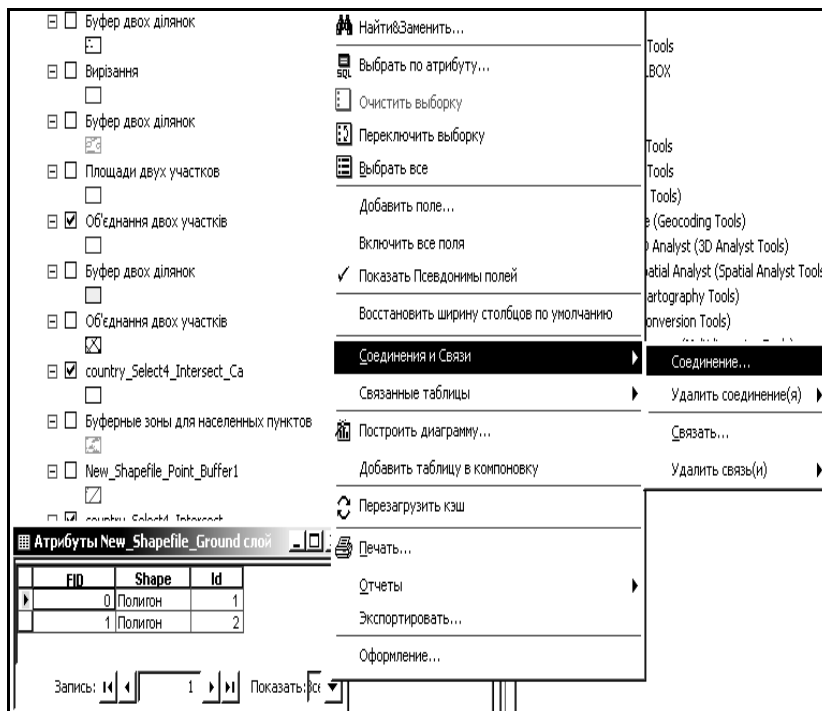 Буфер двох ділянок
Вирізання
Буфер двох ділянок
Площади двух участков
Об'єднання двох участків
Буфер двох ділянок
Об'єднання двох участків
country_Select4_Intersect_Ca
Буферные зоны для населенных пунктов
New_Shapefile_Point_Buffer1
country_Select4_Intersect
Найти&Заменить...
SQL Выбрать по атрибуту...
Очистить выборку
Переключить выборку
Выбрать все
Добавить поле...
Включить все поля
Показать Псевдонимы полей
Восстановить ширину столбцов по умолчанию
Соединения и Связи
Связанные таблицы
Построить диаграмму...
Добавить таблицу в компоновку
Перезагрузить кэш
Печать...
Отчеты
Экспортировать...
Оформление...
Tools
BOX
Tools
Tools
Tools)
e (Geocoding Tools)
Analyst (3D Analyst Tools)
patial Analyst (Spatial Analyst Tools
artography Tools)
onversion Tools)
Соединение...
Удалить соединение(я)
Связать...
Удалить связь(и)
Атрибуты New_Shapefile_Ground слой
FID Shape Id
0 Полигон 1
1 Полигон 2
Запись: 1 Показать: Все